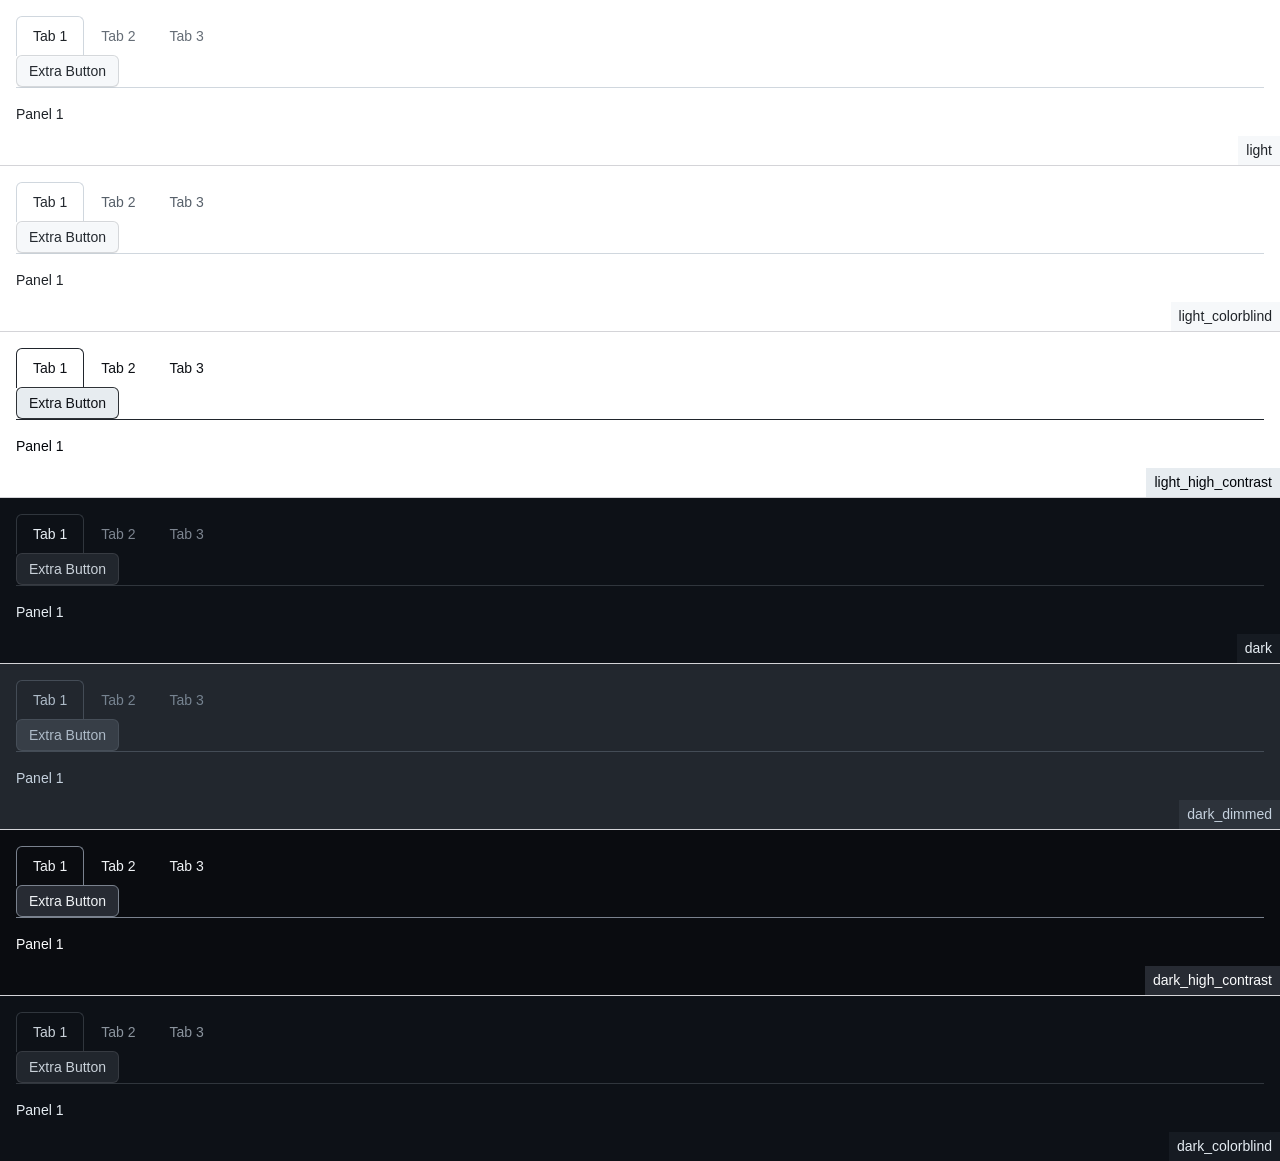 Tab 1 Tab 2 Tab 3
Extra Button
Panel 1
light
Tab 1 Tab 2 Tab 3
Extra Button
Panel 1
light_colorblind
Tab 1 Tab 2 Tab 3
Extra Button
Panel 1
light_high_contrast
Tab 1 Tab 2 Tab 3
Extra Button
Panel 1
dark
Tab 1 Tab 2 Tab 3
Extra Button
Panel 1
dark_dimmed
Tab 1 Tab 2 Tab 3
Extra Button
Panel 1
dark_high_contrast
Tab 1 Tab 2 Tab 3
Extra Button
Panel 1
dark_colorblind